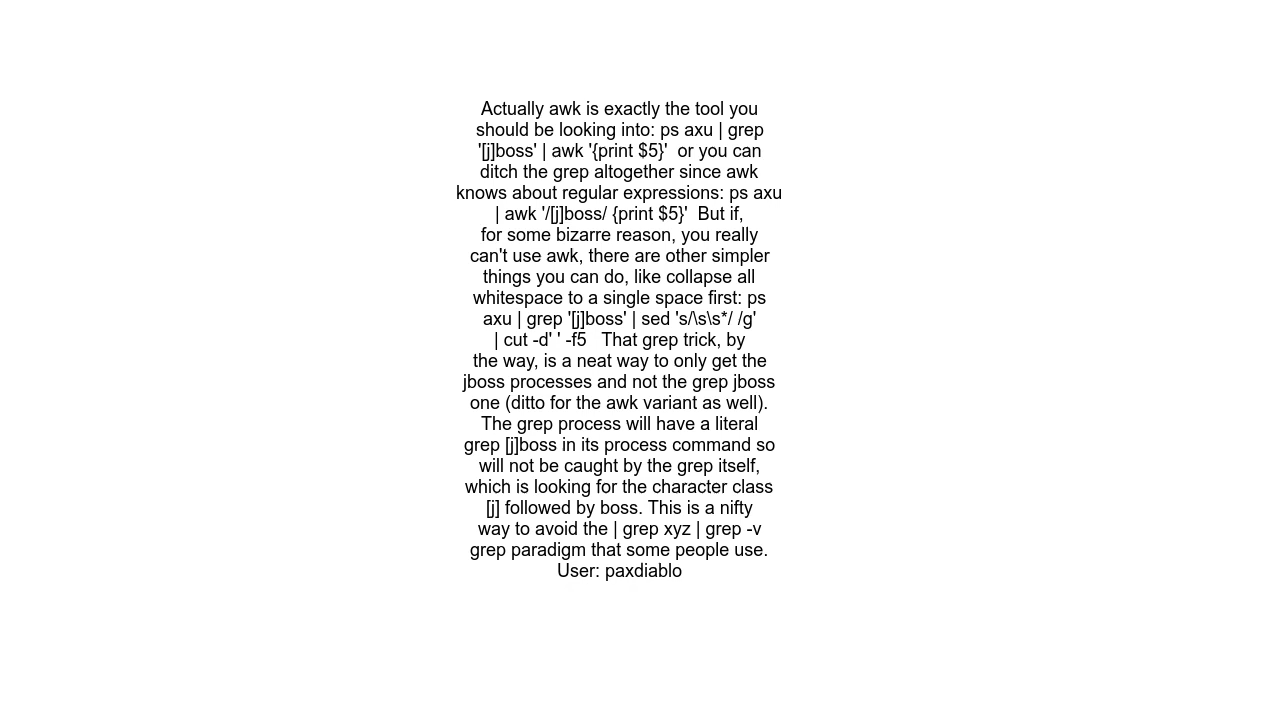 Actually awk is exactly the tool you
should be looking into: ps axu | grep
'[j]boss' | awk '{print $5}'  or you can
ditch the grep altogether since awk
knows about regular expressions: ps axu
| awk '/[j]boss/ {print $5}'  But if,
for some bizarre reason, you really
can't use awk, there are other simpler
things you can do, like collapse all
whitespace to a single space first: ps
axu | grep '[j]boss' | sed 's/\s\s*/ /g'
| cut -d' ' -f5   That grep trick, by
the way, is a neat way to only get the
jboss processes and not the grep jboss
one (ditto for the awk variant as well).
The grep process will have a literal
grep [j]boss in its process command so
will not be caught by the grep itself,
which is looking for the character class
[j] followed by boss. This is a nifty
way to avoid the | grep xyz | grep -v
grep paradigm that some people use.
User: paxdiablo